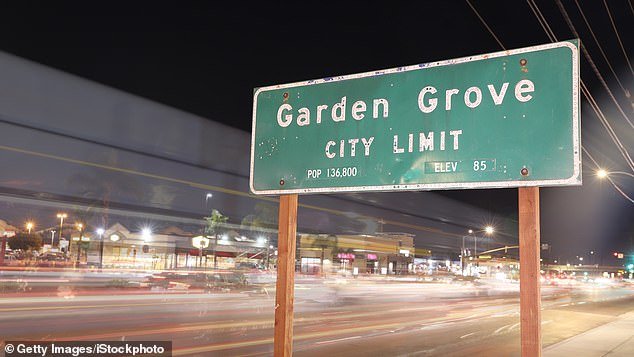 Garden Grove
CITY LIMIT
POP 136,800 ELEV 85
© Getty Images/iStockphoto